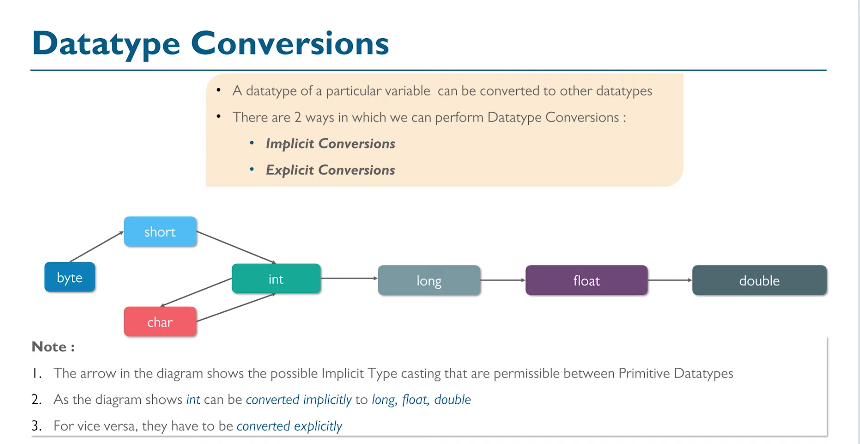 Datatype Conversions
• A datatype of a particular variable can be converted to other datatypes
• There are 2 ways in which we can perform Datatype Conversions :
• Implicit Conversions
• Explicit Conversions
short
byte
int
long
float
double
char
Note :
1. The arrow in the diagram shows the possible Implicit Type casting that are permissible between Primitive Datatypes
2. As the diagram shows int can be converted implicitly to long, float, double
3. For vice versa, they have to be converted explicitly